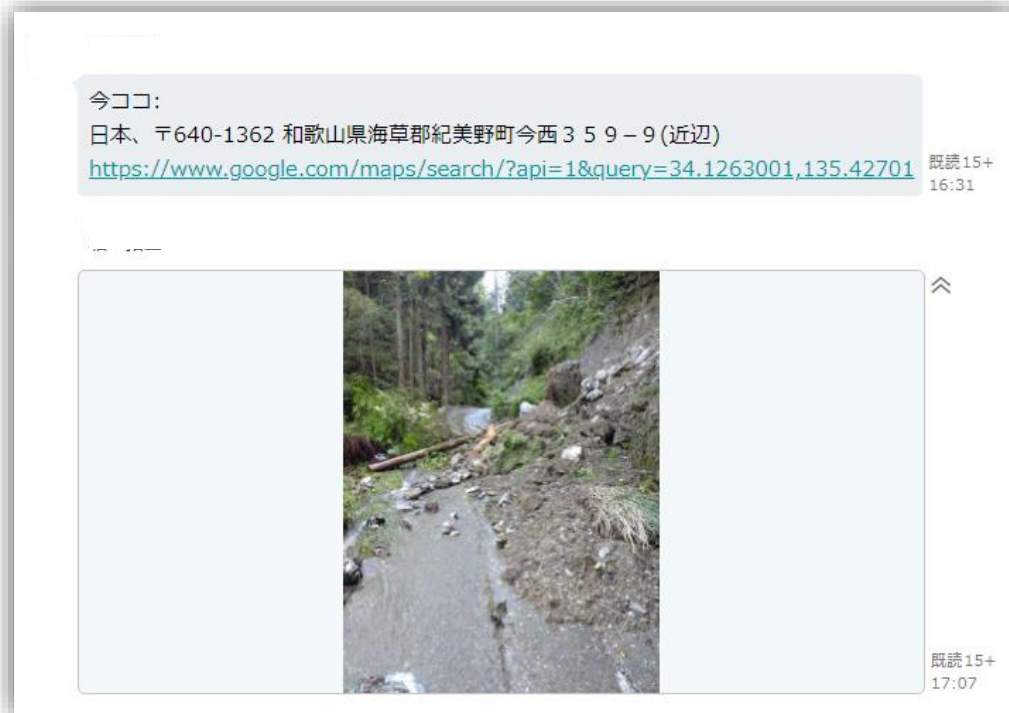 今ココ:
日本、〒640-1362 和歌山県海草郡紀美野町今西３５９−９(近辺)
https://www.google.com/maps/search/?api=1&query=34.1263001,135.42701
既読15+
16:31
既読15+
17:07